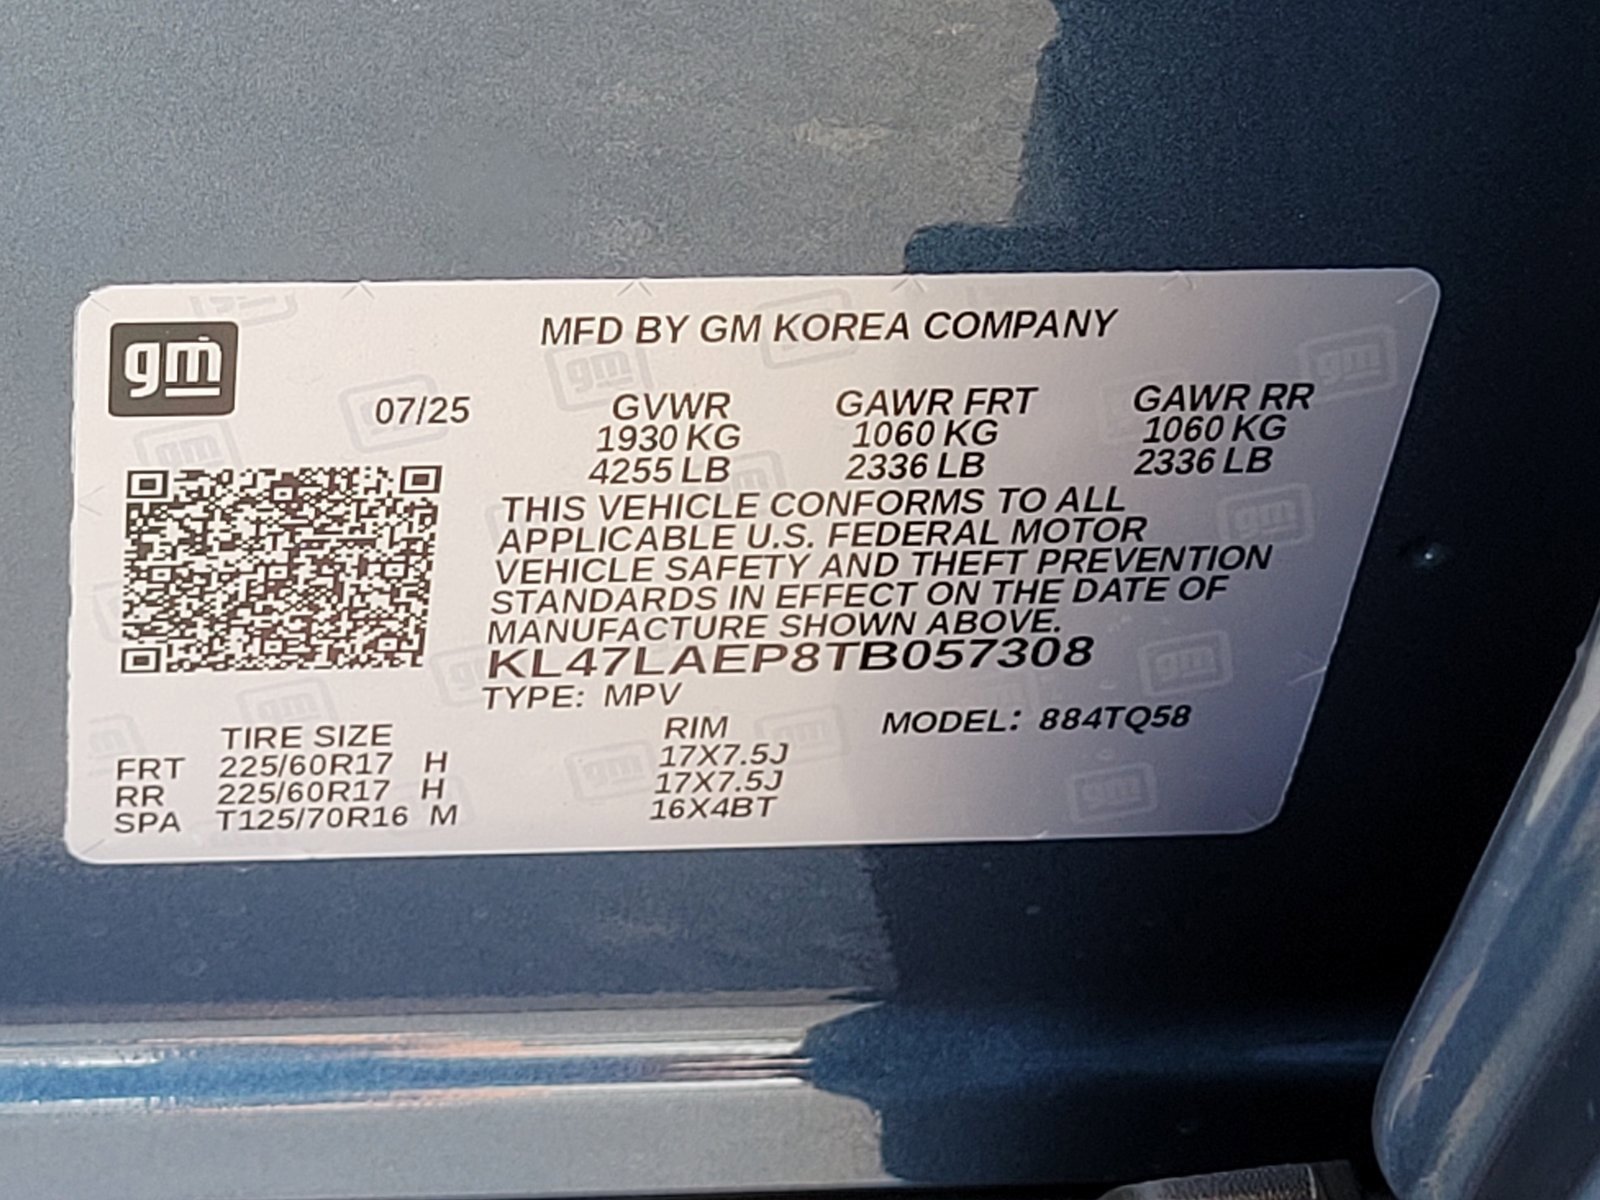 gm
MFD BY GM KOREA COMPANY
07/25 GVWR GAWR FRT GAWR RR
1930 KG 1060 KG 1060 KG
4255 LB 2336 LB 2336 LB
THIS VEHICLE CONFORMS TO ALL
APPLICABLE U.S. FEDERAL MOTOR
VEHICLE SAFETY AND THEFT PREVENTION
STANDARDS IN EFFECT ON THE DATE OF
MANUFACTURE SHOWN ABOVE.
KL47LAEP8TB057308
TYPE: MPV
MODEL: 884TQ58
TIRE SIZE RIM
FRT 225/60R17 H 17X7.5J
RR 225/60R17 H 17X7.5J
SPA T125/70R16 M 16X4BT